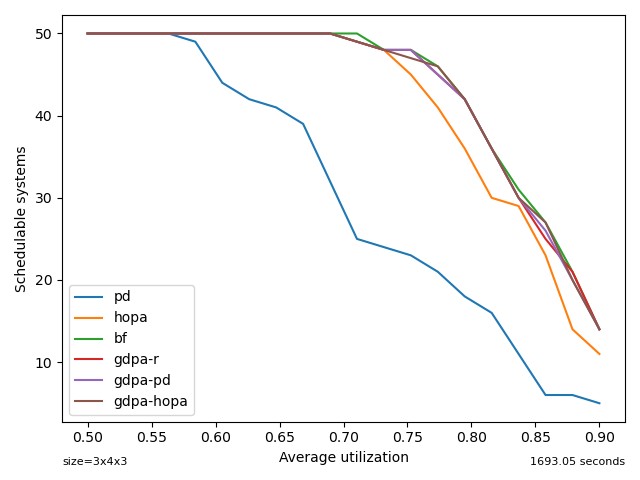 50
40
30
20
10
Schedulable systems
pd
hopa
bf
gdpa-r
gdpa-pd
gdpa-hopa
0.50 0.55 0.60 0.65 0.70 0.75 0.80 0.85 0.90
Average utilization
size=3x4x3
1693.05 seconds